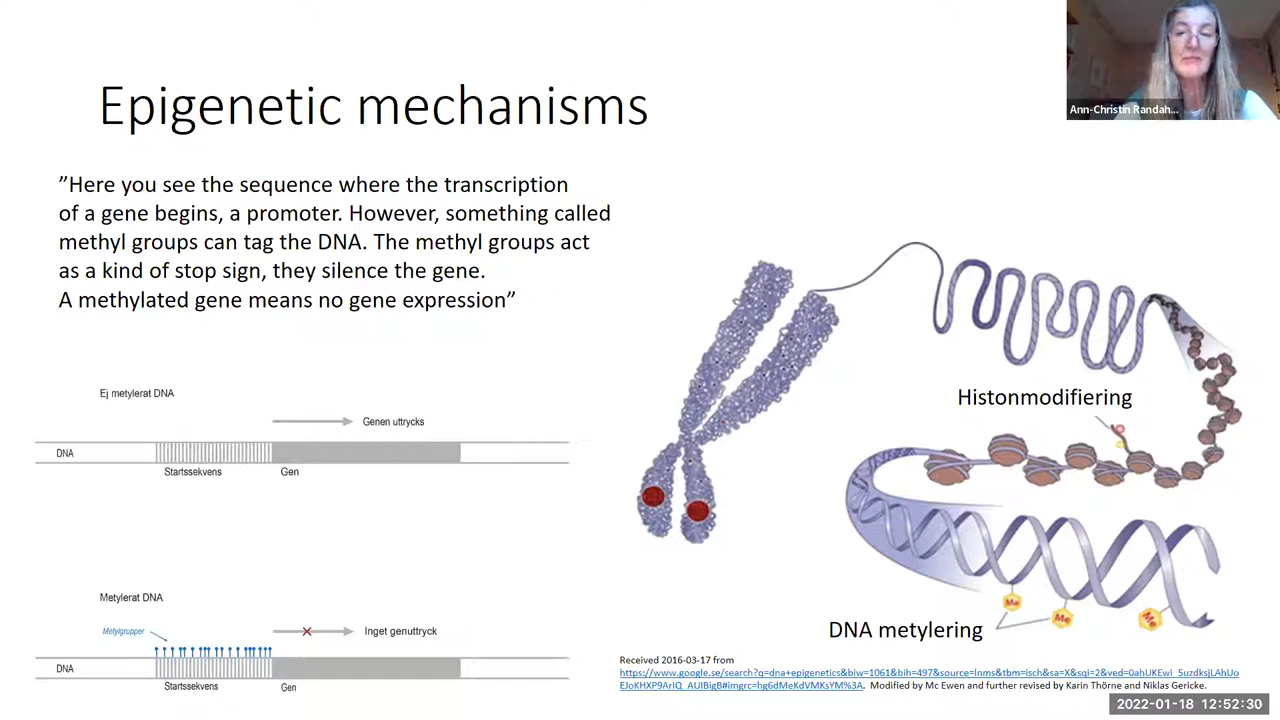 Ann-Christin Randah...
Epigenetic mechanisms
”Here you see the sequence where the transcription
of a gene begins, a promoter. However, something called
methyl groups can tag the DNA. The methyl groups act
as a kind of stop sign, they silence the gene.
A methylated gene means no gene expression”
Ej metylerat DNA
Genen uttrycks
DNA
Startssekvens
Gen
Metylerat DNA
Metylgrupper
Inget genuttryck
DNA
Startssekvens
Gen
Histonmodifiering
Me
Me
Me
DNA metylering
Received 2016-03-17 from
https://www.google.se/search?q=dna+epigenetics&biw=1061&bih=497&source=lnms&tbm=isch&sa=X&sqi=2&ved=0ahUKEwi_5uzdksjLAhUo
EJoKHXP9ArIQ_AUIBigB#imgrc=hg6dMeKdVMKsYM%3A. Modified by Mc Ewen and further revised by Karin Thörne and Niklas Gericke.
2022-01-18 12:52:30